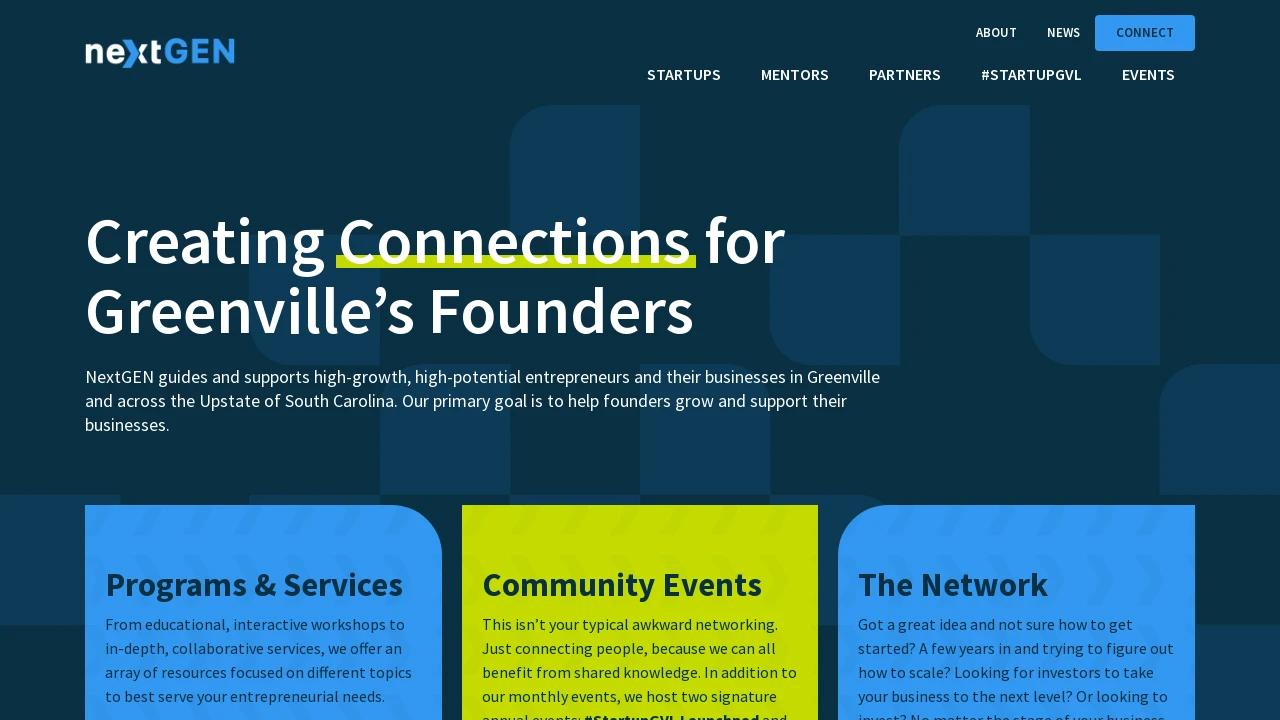 neXtGEN
ABOUT
NEWS
CONNECT
STARTUPS
MENTORS
PARTNERS
#STARTUPGVL
EVENTS
Creating Connections for
Greenville’s Founders
NextGEN guides and supports high-growth, high-potential entrepreneurs and their businesses in Greenville
and across the Upstate of South Carolina. Our primary goal is to help founders grow and support their
businesses.
Programs & Services
From educational, interactive workshops to
in-depth, collaborative services, we offer an
array of resources focused on different topics
to best serve your entrepreneurial needs.
Community Events
This isn’t your typical awkward networking.
Just connecting people, because we can all
benefit from shared knowledge. In addition to
our monthly events, we host two signature
annual events: #StartupGVL Launchpad and
The Network
Got a great idea and not sure how to get
started? A few years in and trying to figure out
how to scale? Looking for investors to take
your business to the next level? Or looking to
invest? No matter the stage of your business,